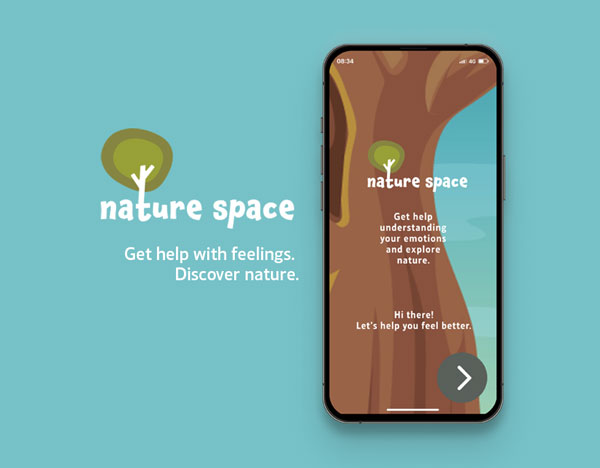 nature space
Get help with feelings.
Discover nature.
08:34
4G
nature space
Get help
understanding
your emotions
and explore
nature.
Hi there!
Let's help you feel better.